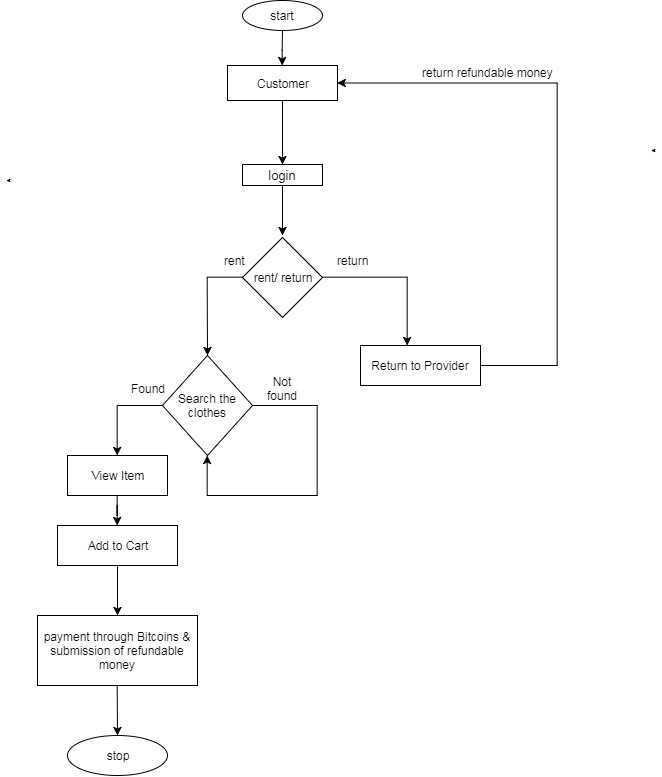 start
return refundable money
Customer
login
rent
return
rent/ return
Return to Provider
Found
Not
found
Search the
clothes
View Item
Add to Cart
payment through Bitcoins &
submission of refundable
money
stop